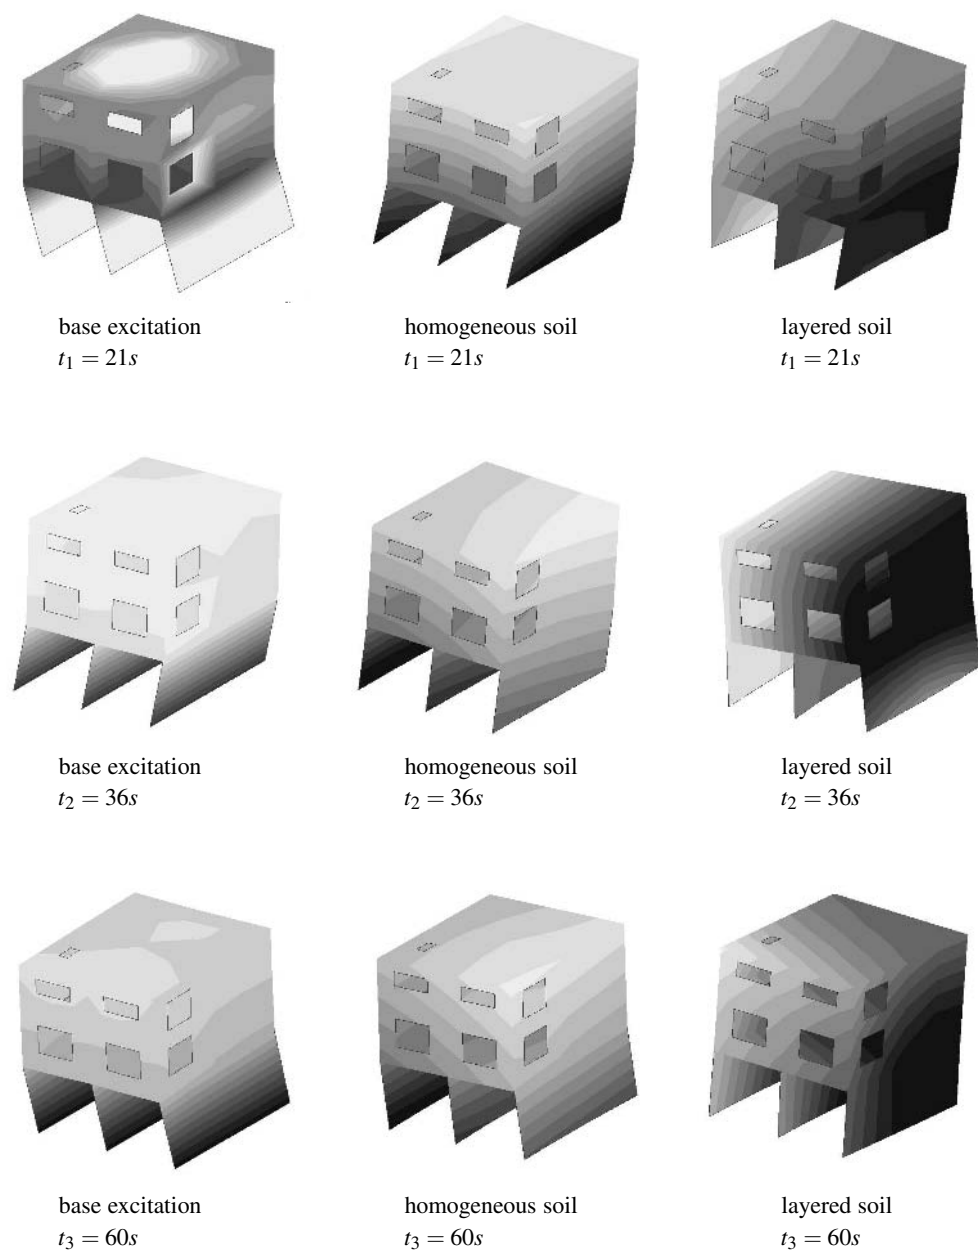 base excitation
t₁ = 21s
homogeneous soil
t₁ = 21s
layered soil
t₁ = 21s
base excitation
t₂ = 36s
homogeneous soil
t₂ = 36s
layered soil
t₂ = 36s
base excitation
t₃ = 60s
homogeneous soil
t₃ = 60s
layered soil
t₃ = 60s